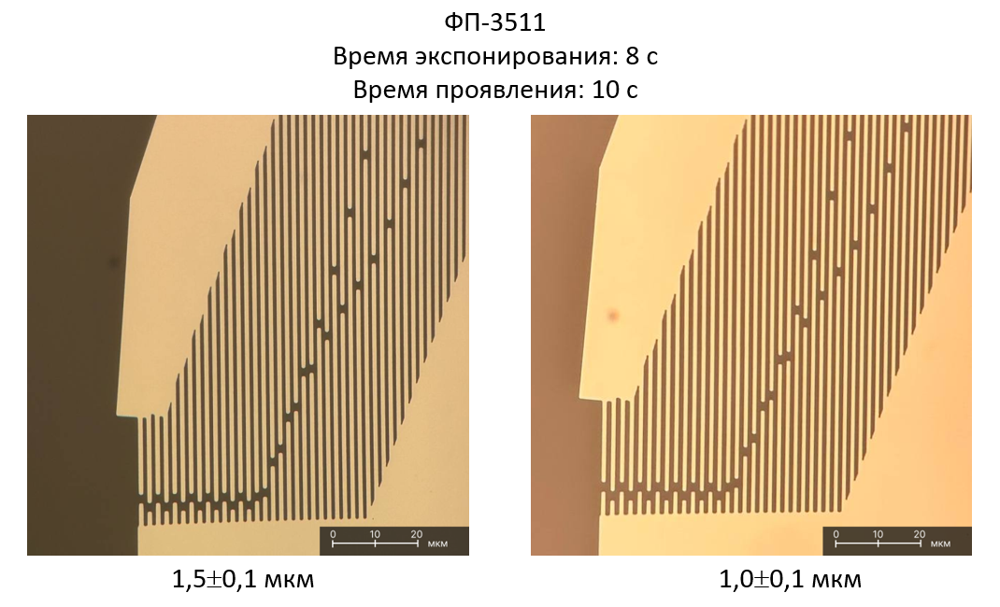 ФП-3511
Время экспонирования: 8 с
Время проявления: 10 с
0 10 20
мкм
0 10 20
мкм
1,5±0,1 мкм
1,0±0,1 мкм